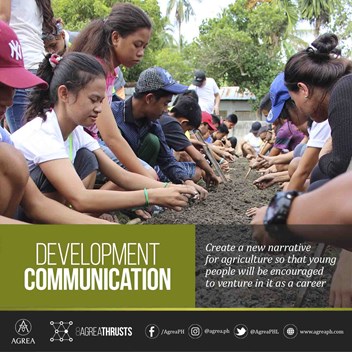 DEVELOPMENT
COMMUNICATION
Create a new narrative
for agriculture so that young
people will be encouraged
to venture in it as a career
AGREA
8AGREATHRUSTS
/AgreaPH
@agrea.ph
@AgreaPHL
www.agreaph.com